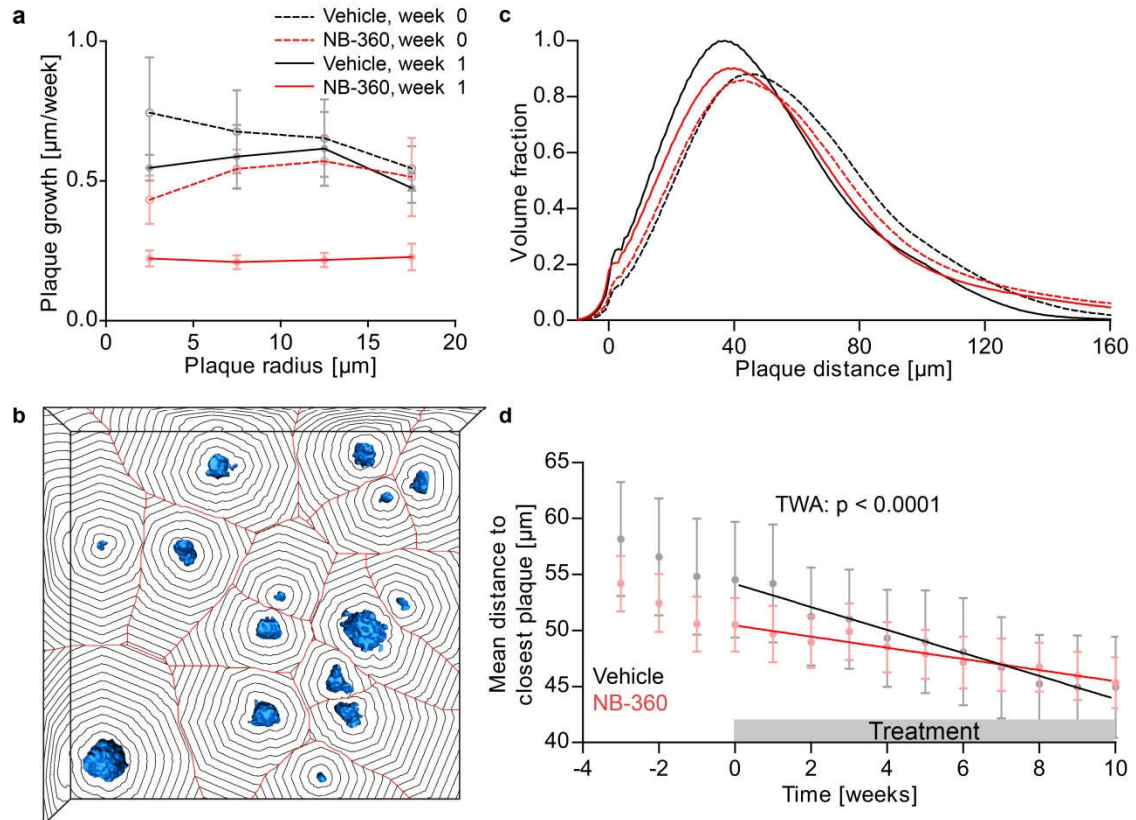 a
Vehicle, week 0
NB-360, week 0
Vehicle, week 1
NB-360, week 1
1.0
0.5
0.0
Plaque growth [µm/week]
0 5 10 15 20
Plaque radius [µm]
c
1.0
0.8
0.6
0.4
0.2
0.0
Volume fraction
0 40 80 120 160
Plaque distance [µm]
b
d
65
60
55
50
45
40
Mean distance to
closest plaque [µm]
TWA: p < 0.0001
Vehicle
NB-360
Treatment
-4 -2 0 2 4 6 8 10
Time [weeks]